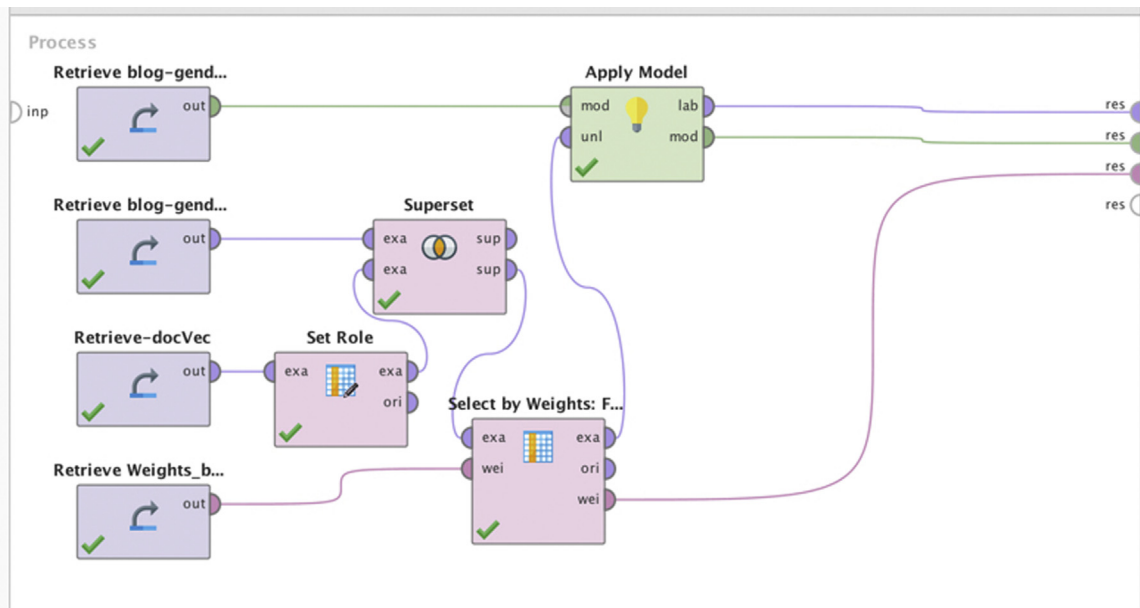 Process
Retrieve blog-gend...
Apply Model
inp
out
mod
lab
res
unl
mod
res
res
Retrieve blog-gend...
Superset
res
out
exa
sup
exa
sup
Retrieve-docVec
Set Role
out
exa
exa
ori
Select by Weights: F...
exa
exa
Retrieve Weights_b...
wei
ori
out
wei